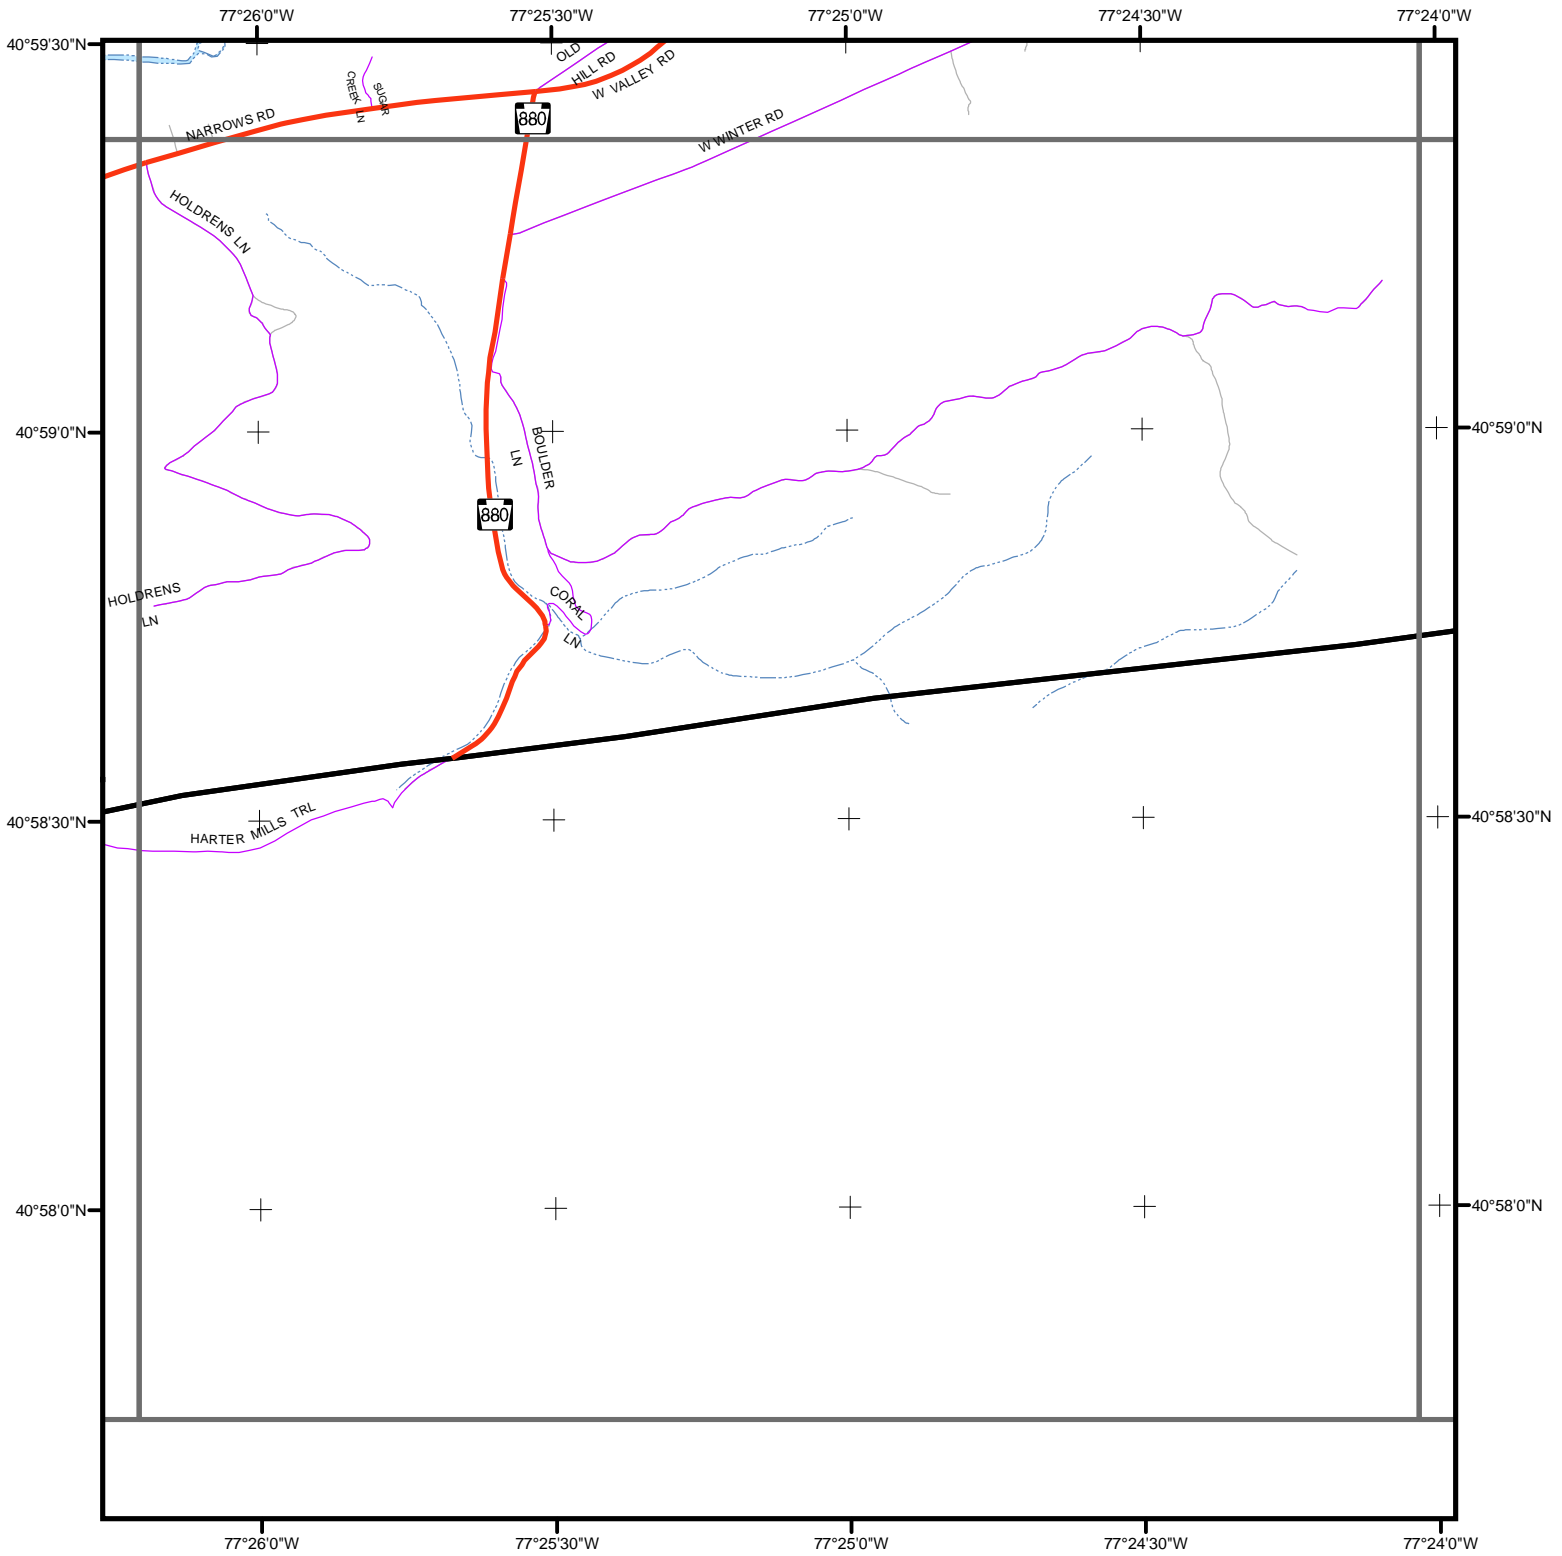 77°26'0"W 77°25'30"W 77°25'0"W 77°24'30"W 77°24'0"W
40°59'30"N
OLD
HILL RD
W VALLEY RD
CREEK LN
SUGAR
NARROWS RD
880
W WINTER RD
HOLDRENS LN
40°59'0"N
40°59'0"N
BOULDER
LN
880
HOLDRENS
LN
CORAL
LN
HARTER MILLS TRL
40°58'30"N
40°58'30"N
40°58'0"N
40°58'0"N
77°26'0"W 77°25'30"W 77°25'0"W 77°24'30"W 77°24'0"W